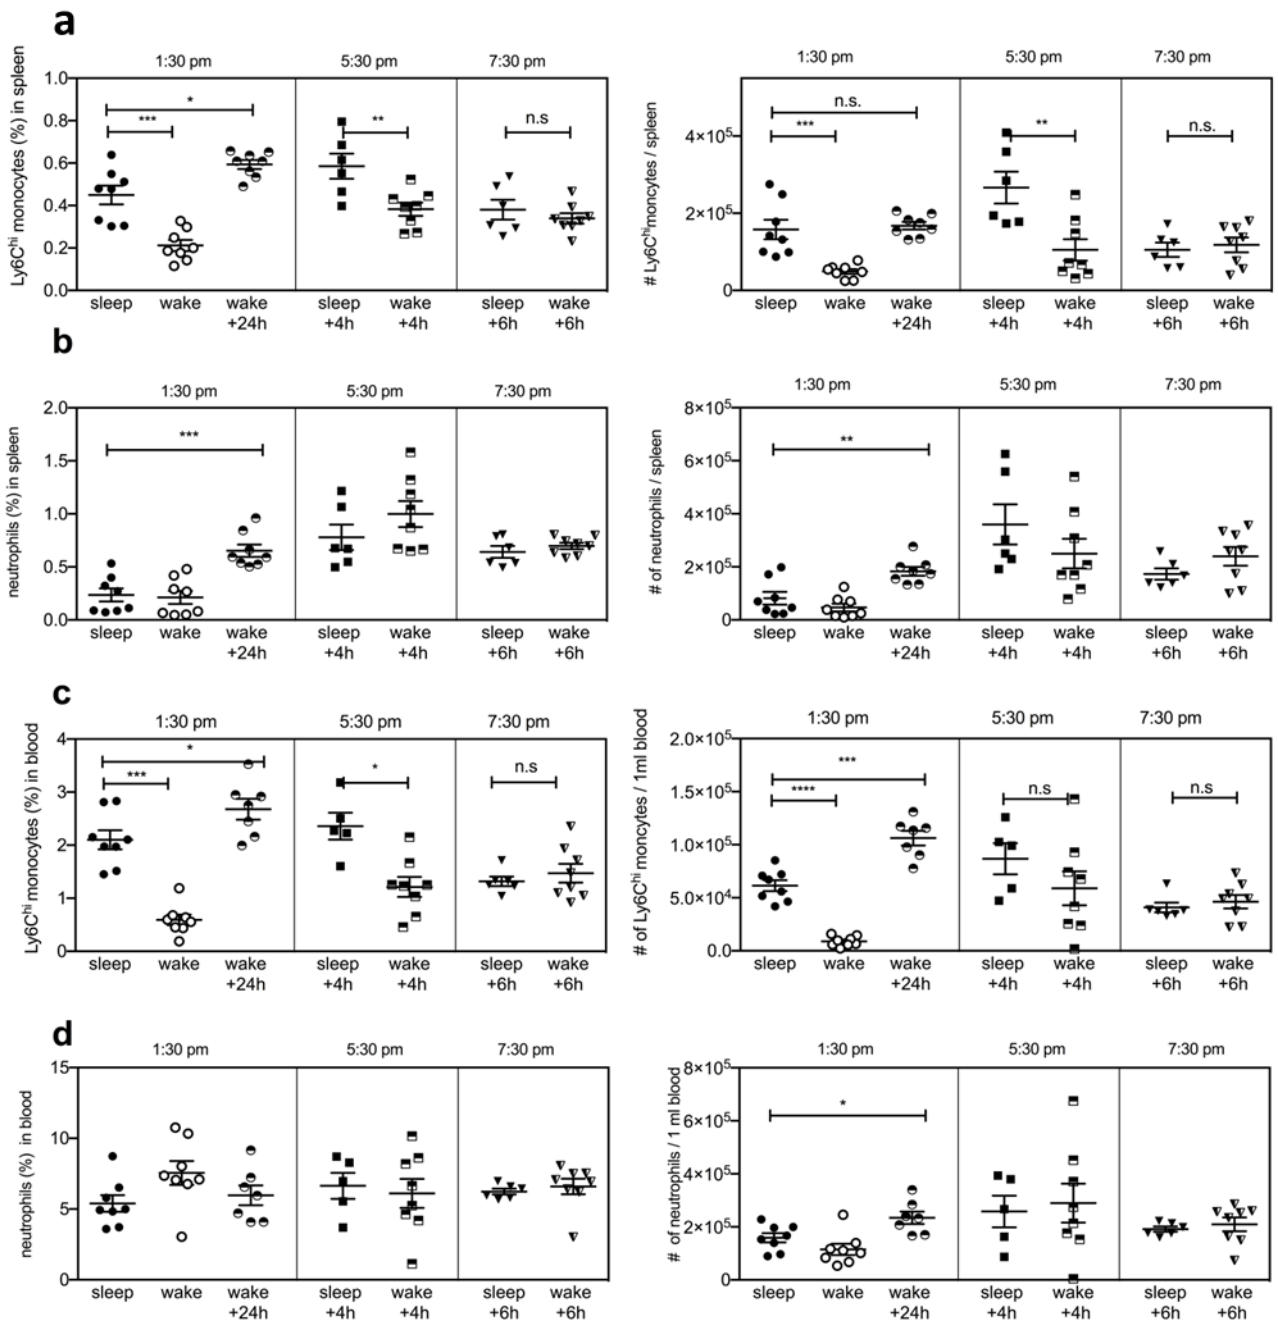 a
1:30 pm 5:30 pm 7:30 pm
Ly6Chi monocytes (%) in spleen
1.0
0.8
0.6
0.4
0.2
0.0
* *** ** n.s
sleep wake wake +24h sleep +4h wake +4h sleep +6h wake +6h
1:30 pm 5:30 pm 7:30 pm
# Ly6Chimoncytes / spleen
4×105
2×105
0
n.s. *** ** n.s.
sleep wake wake +24h sleep +4h wake +4h sleep +6h wake +6h
b
1:30 pm 5:30 pm 7:30 pm
neutrophils (%) in spleen
2.0
1.5
1.0
0.5
0.0
***
sleep wake wake +24h sleep +4h wake +4h sleep +6h wake +6h
1:30 pm 5:30 pm 7:30 pm
# of neutrophils / spleen
8×105
6×105
4×105
2×105
0
**
sleep wake wake +24h sleep +4h wake +4h sleep +6h wake +6h
c
1:30 pm 5:30 pm 7:30 pm
Ly6Chi monocytes (%) in blood
4
3
2
1
0
* *** * n.s
sleep wake wake +24h sleep +4h wake +4h sleep +6h wake +6h
1:30 pm 5:30 pm 7:30 pm
# of Ly6Chi moncytes / 1ml blood
2.0×105
1.5×105
1.0×105
5.0×104
0.0
*** **** n.s n.s
sleep wake wake +24h sleep +4h wake +4h sleep +6h wake +6h
d
1:30 pm 5:30 pm 7:30 pm
neutrophils (%) in blood
15
10
5
0
sleep wake wake +24h sleep +4h wake +4h sleep +6h wake +6h
1:30 pm 5:30 pm 7:30 pm
# of neutrophils / 1 ml blood
8×105
6×105
4×105
2×105
0
*
sleep wake wake +24h sleep +4h wake +4h sleep +6h wake +6h